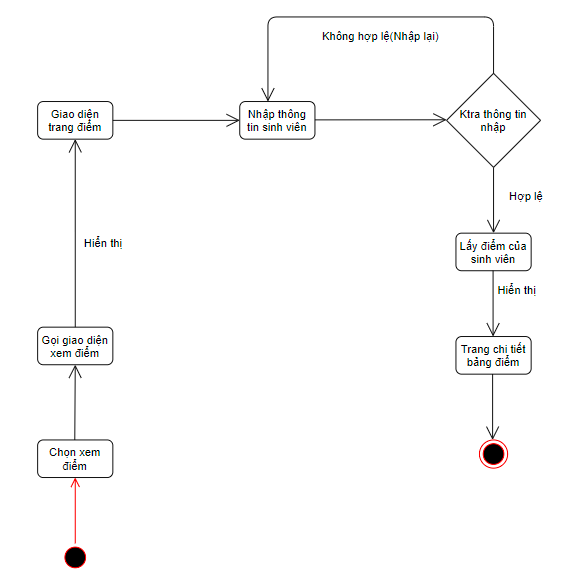 Không hợp lệ(Nhập lại)
Giao diện
trang điểm
Nhập thông
tin sinh viên
Ktra thông tin
nhập
Hợp lệ
Hiển thị
Lấy điểm của
sinh viên
Hiển thị
Gọi giao diện
xem điểm
Trang chi tiết
bảng điểm
Chọn xem
điểm